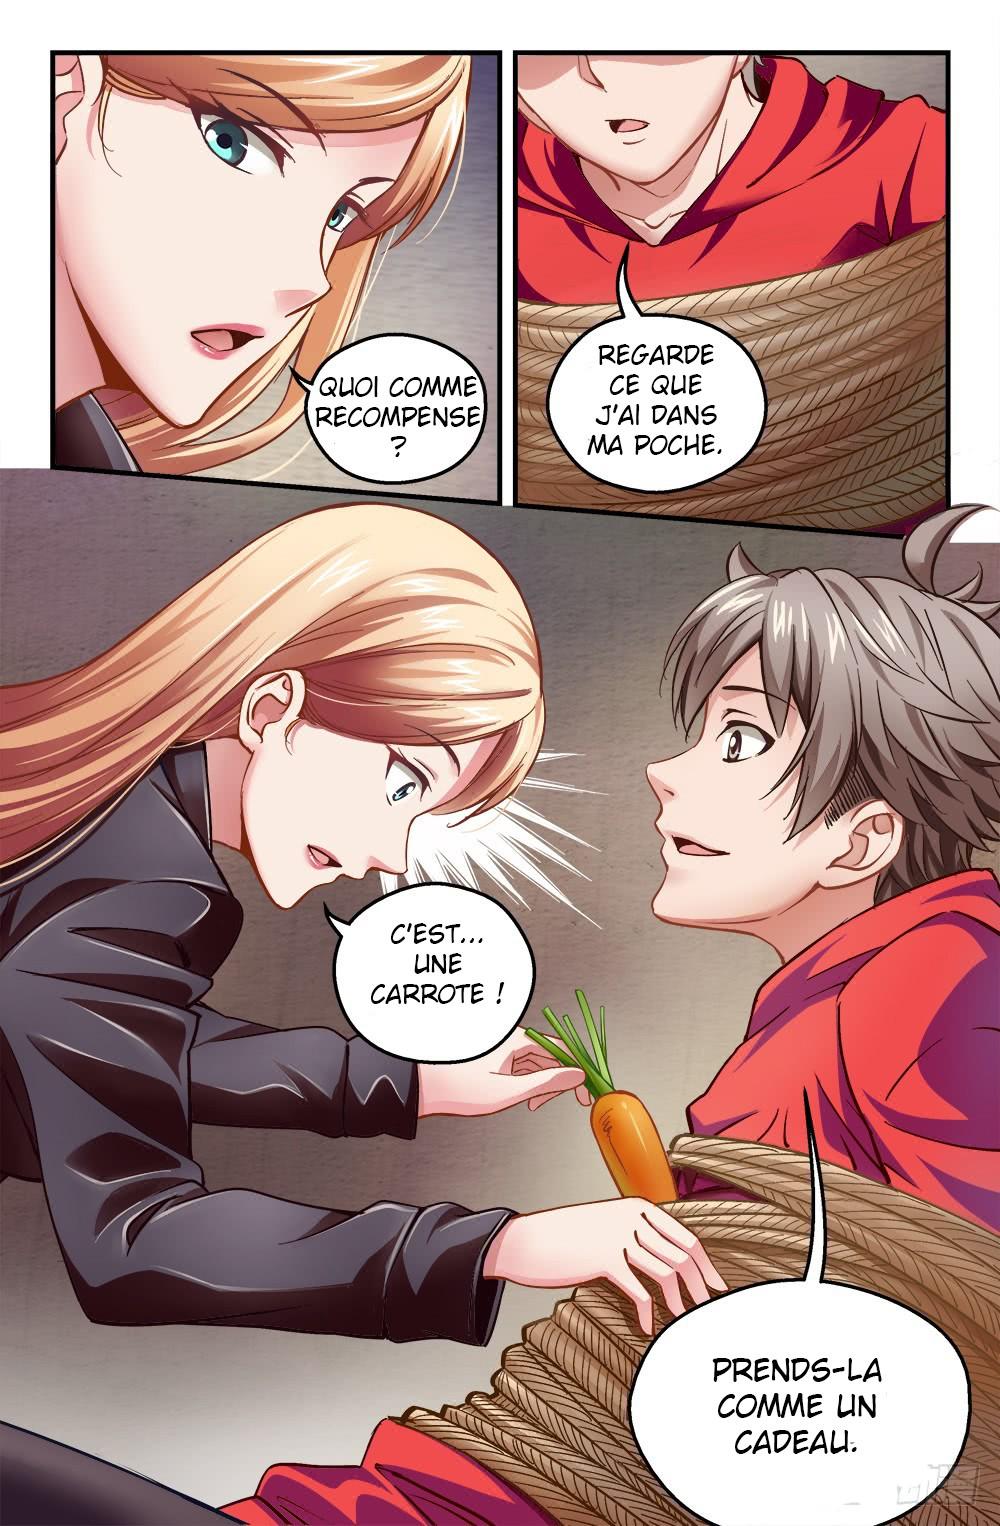 QUOI COMME
RECOMPENSE
?
REGARDE
CE QUE
J'AI DANS
MA POCHE.
C'EST...
UNE
CARROTE !
PRENDS-LA
COMME UN
CADEAU.